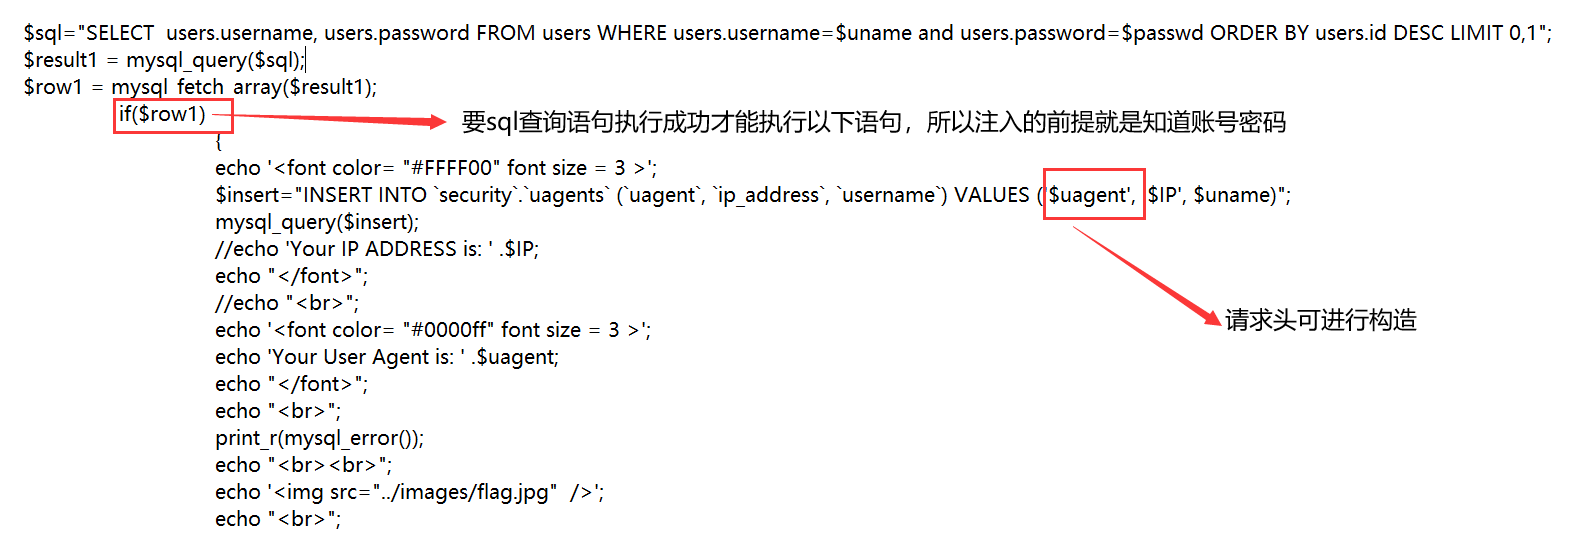 $sql="SELECT  users.username, users.password FROM users WHERE users.username=$uname and users.password=$passwd ORDER BY users.id DESC LIMIT 0,1";
$result1 = mysql_query($sql);
$row1 = mysql_fetch_array($result1);
if($row1)
要sql查询语句执行成功才能执行以下语句，所以注入的前提就是知道账号密码
{
echo '<font color= "#FFFF00" font size = 3 >';
$insert="INSERT INTO `security`.`uagents` (`uagent`, `ip_address`, `username`) VALUES ('$uagent', '$IP', $uname)";
mysql_query($insert);
//echo 'Your IP ADDRESS is: ' .$IP;
echo "</font>";
//echo "<br>";
echo '<font color= "#0000ff" font size = 3 >';
请求头可进行构造
echo 'Your User Agent is: ' .$uagent;
echo "</font>";
echo "<br>";
print_r(mysql_error());
echo "<br><br>";
echo '<img src="../images/flag.jpg"  />';
echo "<br>";